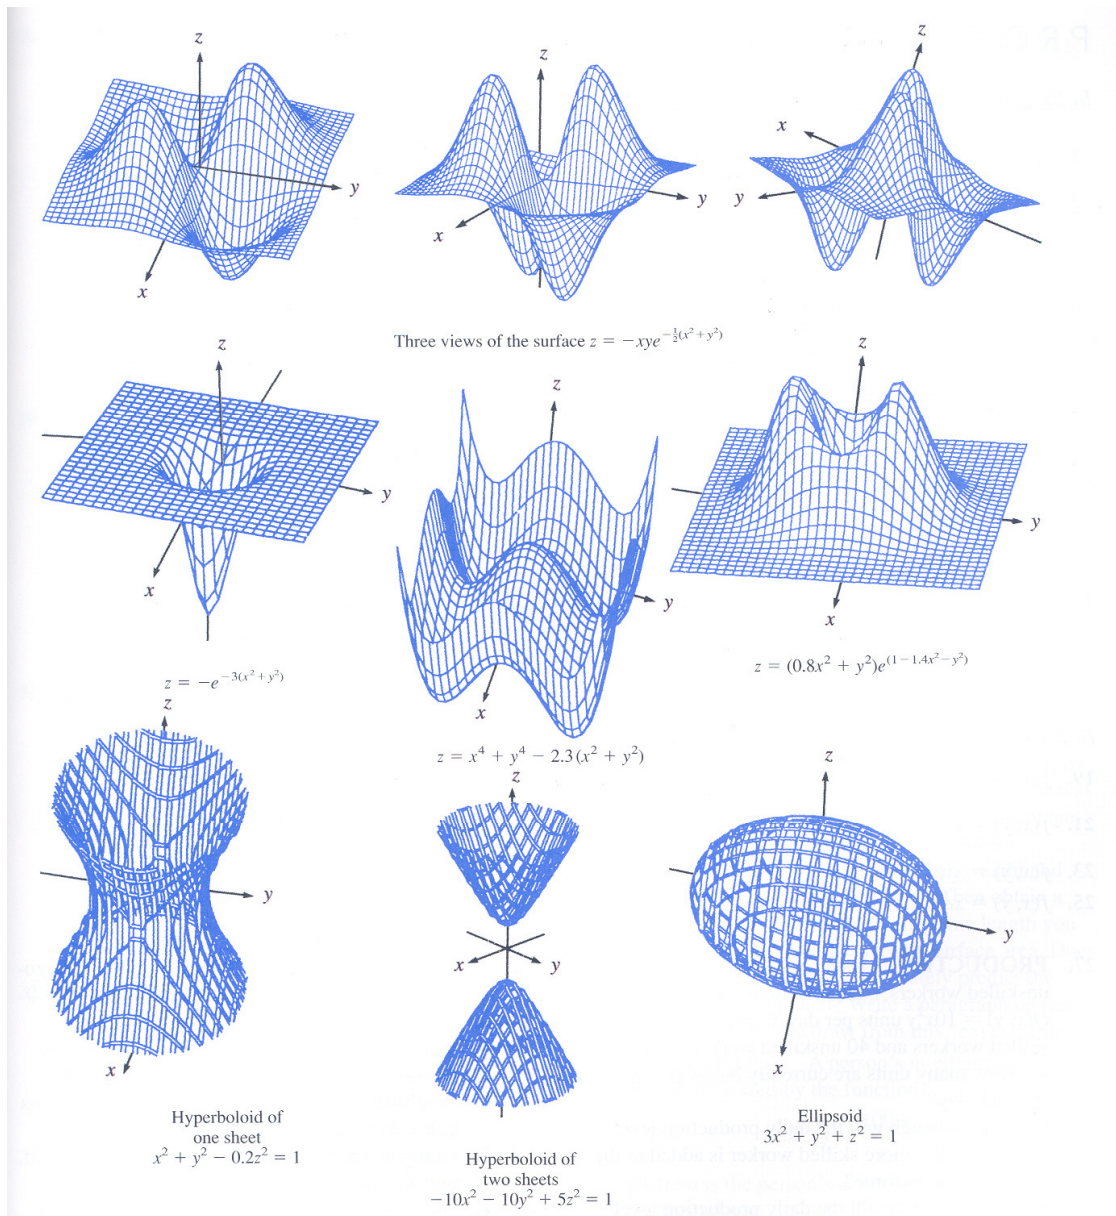 z
z
z
y
x
x
y
x
y
Three views of the surface z = −xye^{−½(x² + y²)}
z
y
x
z = −e^{−3(x² + y²)}
z
y
x
z = x⁴ + y⁴ − 2.3(x² + y²)
z
y
x
z = (0.8x² + y²)e^{(1 − 1.4x² − y²)}
z
y
x
Hyperboloid of
one sheet
x² + y² − 0.2z² = 1
z
x
y
Hyperboloid of
two sheets
−10x² − 10y² + 5z² = 1
z
y
x
Ellipsoid
3x² + y² + z² = 1